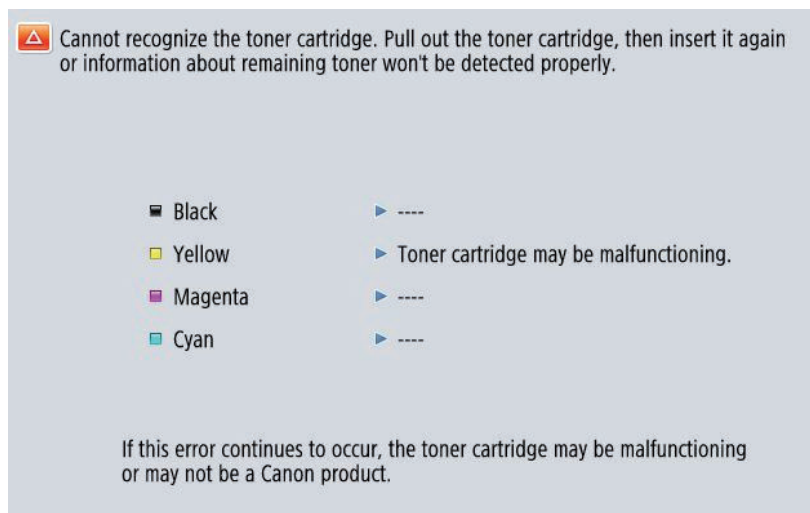 Cannot recognize the toner cartridge. Pull out the toner cartridge, then insert it again
or information about remaining toner won't be detected properly.
Black ----
Yellow Toner cartridge may be malfunctioning.
Magenta ----
Cyan ----
If this error continues to occur, the toner cartridge may be malfunctioning
or may not be a Canon product.